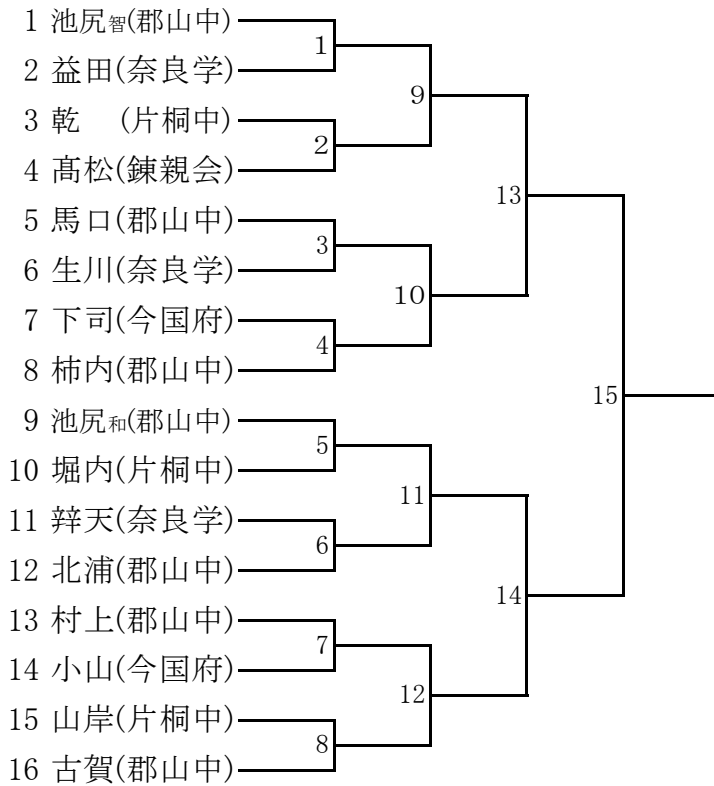 1 池尻智(郡山中)
1
2 益田(奈良学)
9
3 乾　(片桐中)
2
4 髙松(錬親会)
13
5 馬口(郡山中)
3
6 生川(奈良学)
10
7 下司(今国府)
4
8 柿内(郡山中)
15
9 池尻和(郡山中)
5
10 堀内(片桐中)
11
11 辩天(奈良学)
6
12 北浦(郡山中)
14
13 村上(郡山中)
7
14 小山(今国府)
12
15 山岸(片桐中)
8
16 古賀(郡山中)